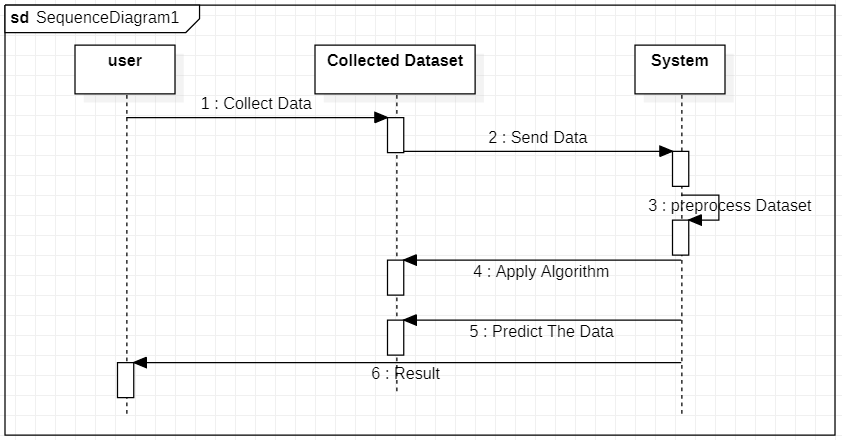 sd SequenceDiagram1
user
Collected Dataset
System
1 : Collect Data
2 : Send Data
3 : preprocess Dataset
4 : Apply Algorithm
5 : Predict The Data
6 : Result